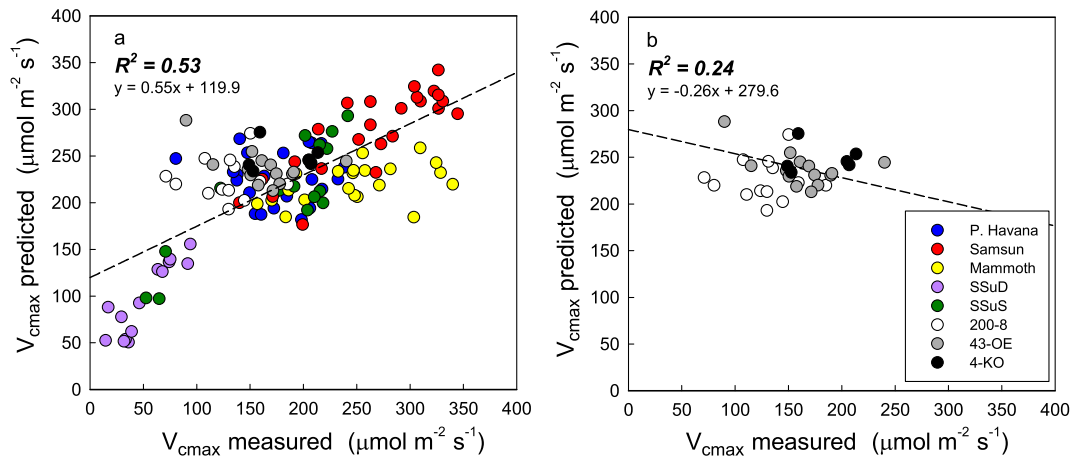 a
R² = 0.53
y = 0.55x + 119.9
V_cmax predicted (μmol m⁻² s⁻¹)
400
350
300
250
200
150
100
50
0
0 50 100 150 200 250 300 350 400
V_cmax measured (μmol m⁻² s⁻¹)
b
R² = 0.24
y = -0.26x + 279.6
V_cmax predicted (μmol m⁻² s⁻¹)
400
350
300
250
200
150
100
50
0
P. Havana
Samsun
Mammoth
SSuD
SSuS
200-8
43-OE
4-KO
0 50 100 150 200 250 300 350 400
V_cmax measured (μmol m⁻² s⁻¹)